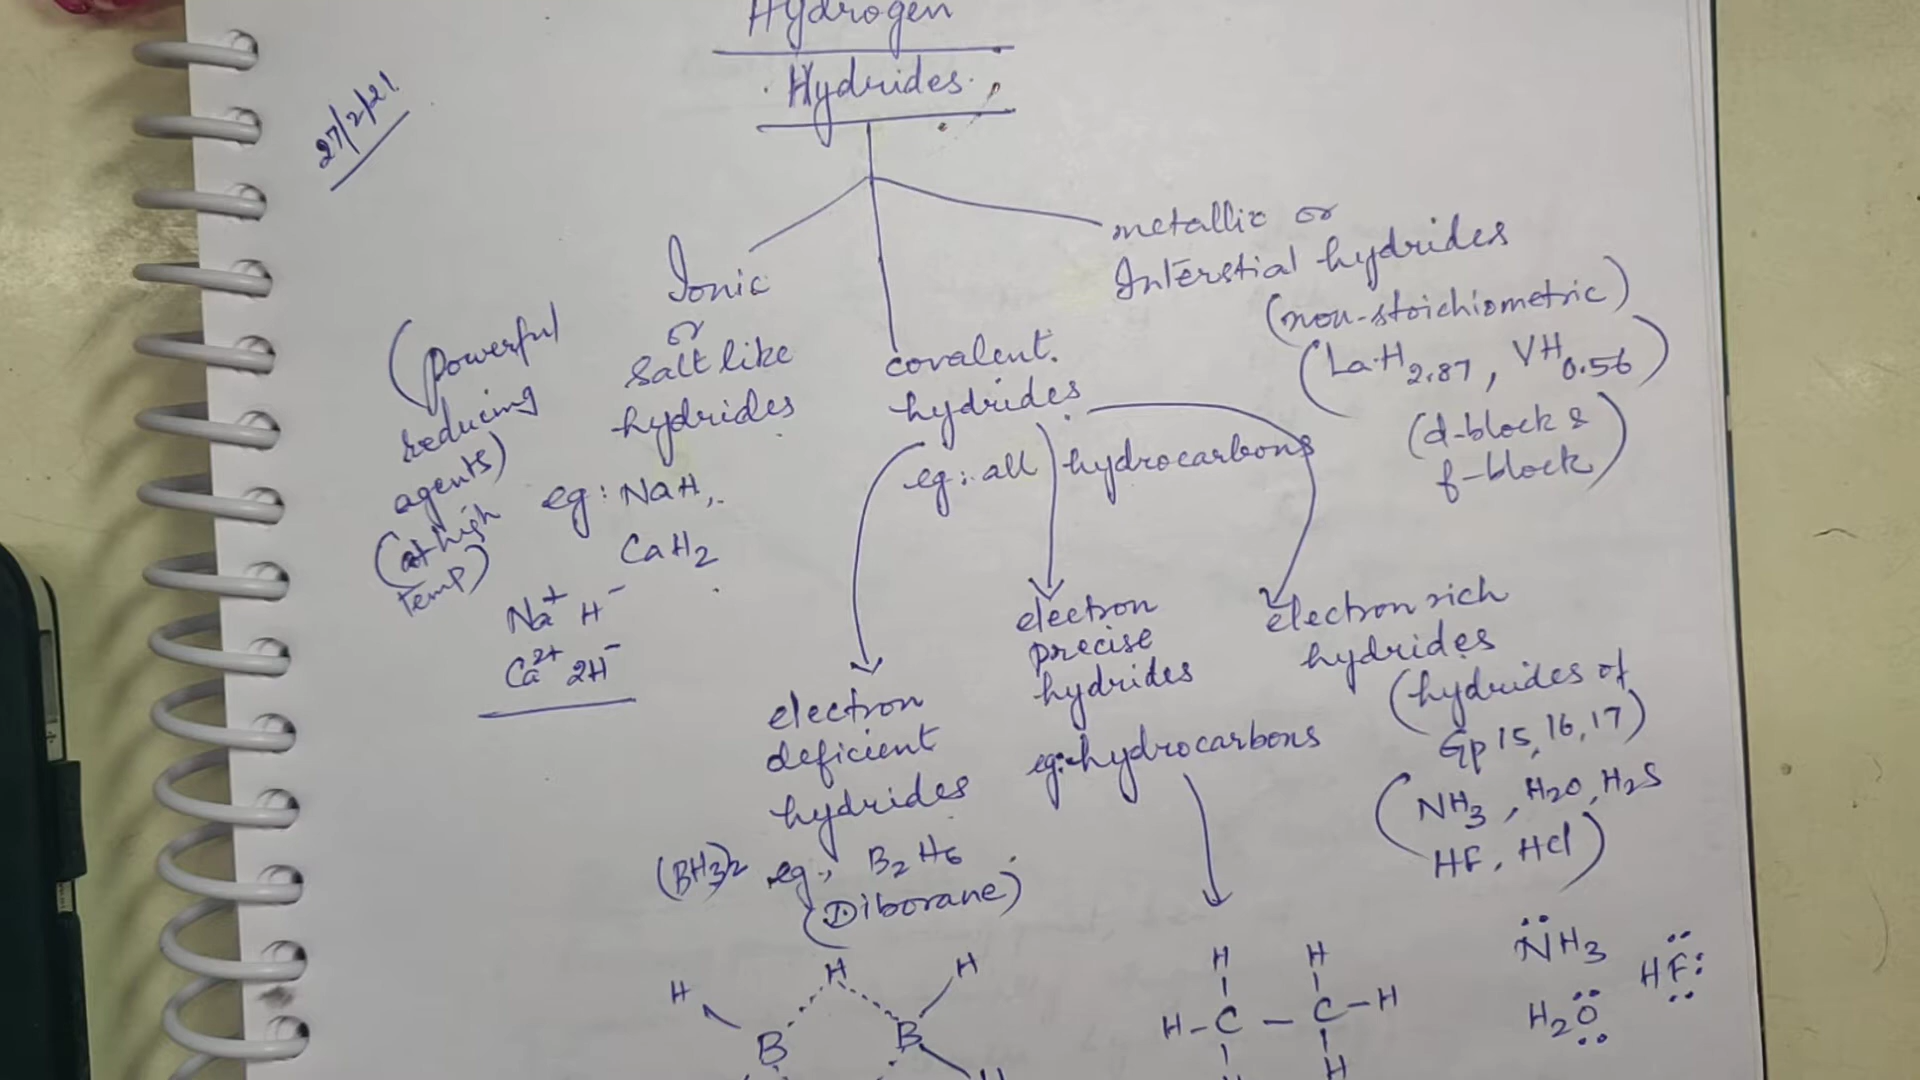 Hydrogen
Hydrides
27/2/21
Ionic
or
salt like
hydrides
(powerful
reducing
agents)
(at high
temp)
eg: NaH,
CaH2
Na+ H-
Ca2+ 2H-
covalent
hydrides
eg: all hydrocarbons
metallic or
Interstial hydrides
(non-stoichiometric)
(LaH2.87, VH0.56)
(d-block &
f-block)
electron
deficient
hydrides
(BH3)2 eg., B2H6
(Diborane)
electron
precise
hydrides
eg: hydrocarbons
electron rich
hydrides
(hydrides of
Gp 15, 16, 17)
(NH3, H2O, H2S
HF, HCl)
H H H
B B
H H
H-C-C-H
H
NH3
HF:
H2O